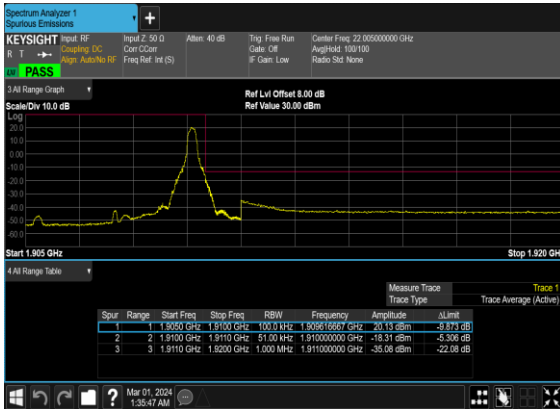 Spectrum Analyzer 1
Spurious Emissions
KEYSIGHT Input: RF Input Z: 50 Ω Atten: 40 dB Trig: Free Run Center Freq: 22.005000000 GHz
R T Coupling: DC Corr CCorr Gate: Off Avg|Hold: 100/100
Align: Auto/No RF Freq Ref: Int (S) IF Gain: Low Radio Std: None
LNI PASS
3 All Range Graph
Ref Lvl Offset 8.00 dB
Scale/Div 10.0 dB Ref Value 30.00 dBm
Log
20.0
10.0
0.00
-10.0
-20.0
-30.0
-40.0
-50.0
-60.0
Start 1.905 GHz Stop 1.920 GH
4 All Range Table
Measure Trace Trace 1
Trace Type Trace Average (Active)
Spur Range Start Freq Stop Freq RBW Frequency Amplitude ΔLimit
1 1 1.9050 GHz 1.9100 GHz 100.0 kHz 1.909616667 GHz 20.13 dBm -9.873 dB
2 2 1.9100 GHz 1.9110 GHz 51.00 kHz 1.910000000 GHz -18.31 dBm -5.306 dB
3 3 1.9110 GHz 1.9200 GHz 1.000 MHz 1.911000000 GHz -35.08 dBm -22.08 dB
Mar 01, 2024
1:35:47 AM